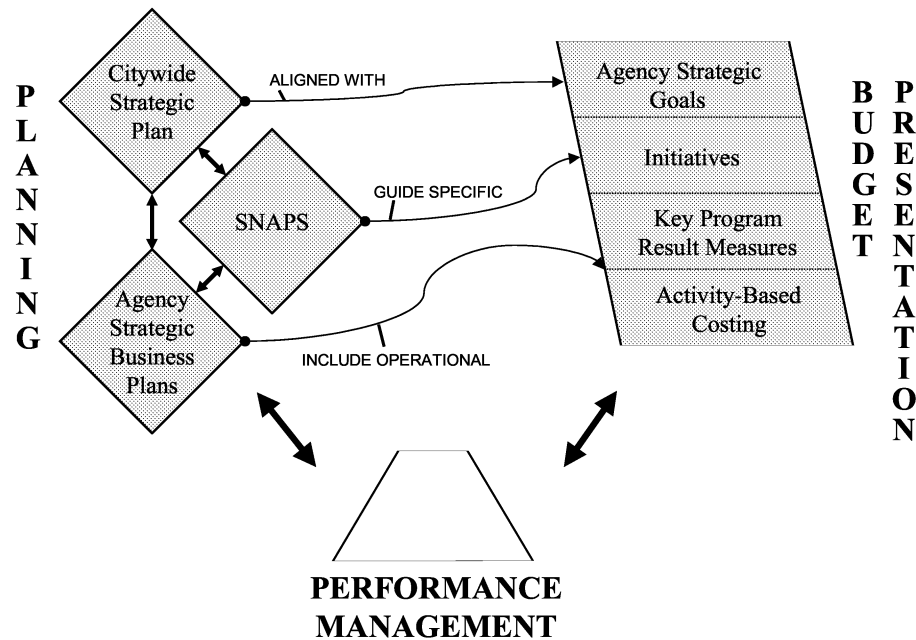 PLANNING
Citywide
Strategic
Plan
ALIGNED WITH
SNAPS
GUIDE SPECIFIC
Agency
Strategic
Business
Plans
INCLUDE OPERATIONAL
Agency Strategic
Goals
Initiatives
Key Program
Result Measures
Activity-Based
Costing
BUDGET
PRESENTATION
PERFORMANCE
MANAGEMENT